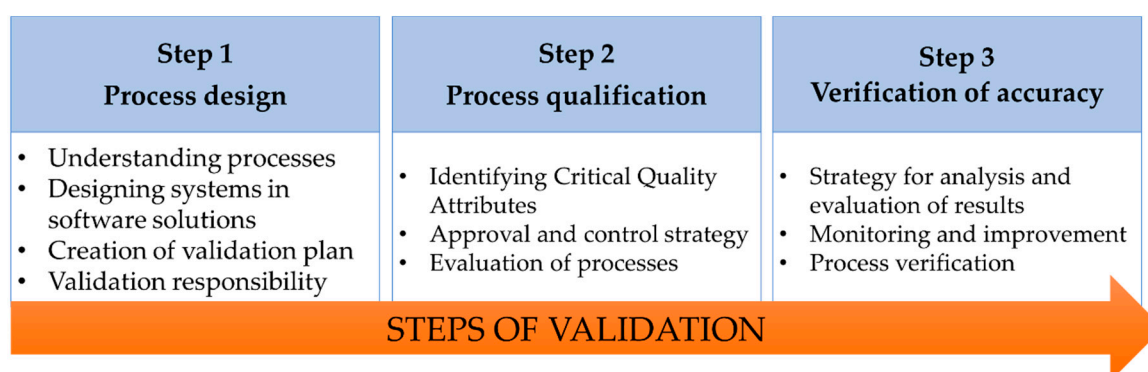 Step 1
Process design
• Understanding processes
• Designing systems in
software solutions
• Creation of validation plan
• Validation responsibility
Step 2
Process qualification
• Identifying Critical Quality
Attributes
• Approval and control strategy
• Evaluation of processes
Step 3
Verification of accuracy
• Strategy for analysis and
evaluation of results
• Monitoring and improvement
• Process verification
STEPS OF VALIDATION